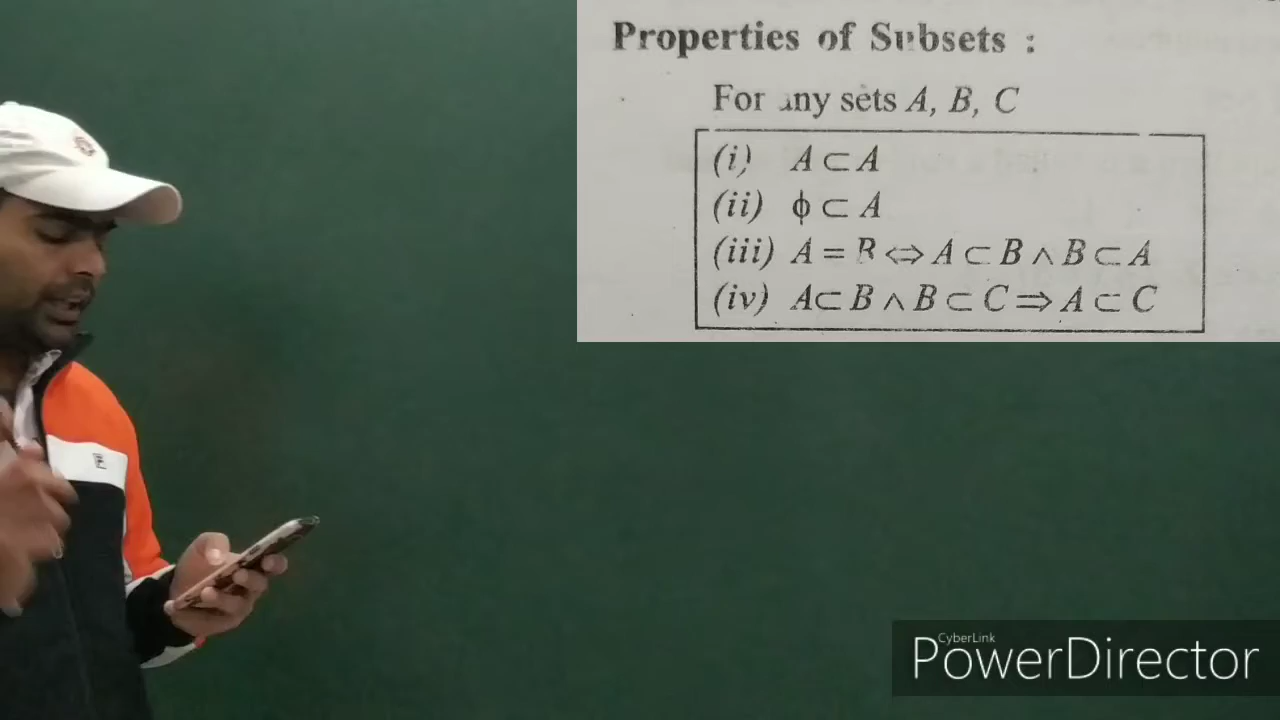 Properties of Subsets :
For any sets A, B, C
(i) A ⊂ A
(ii) ϕ ⊂ A
(iii) A = B ⇔ A ⊂ B ∧ B ⊂ A
(iv) A⊂ B ∧ B ⊂ C ⇒ A ⊂ C
CyberLink
PowerDirector